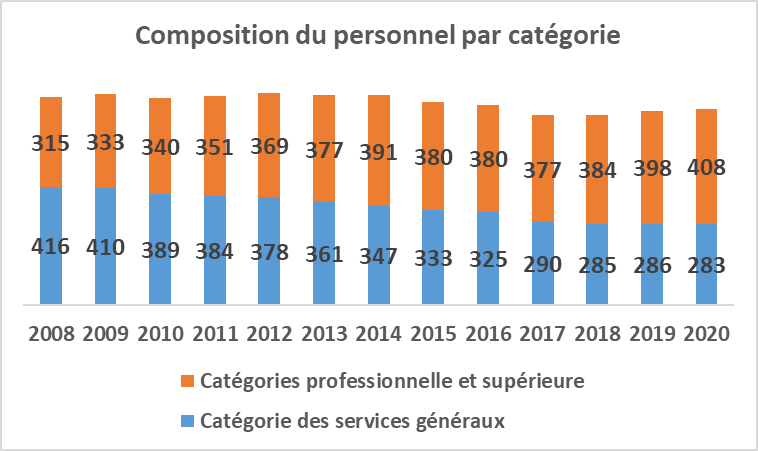 Composition du personnel par catégorie
315 333 340 351 369 377 391 380 380 377 384 398 408
416 410 389 384 378 361 347 333 325 290 285 286 283
2008 2009 2010 2011 2012 2013 2014 2015 2016 2017 2018 2019 2020
Catégories professionnelle et supérieure
Catégorie des services généraux